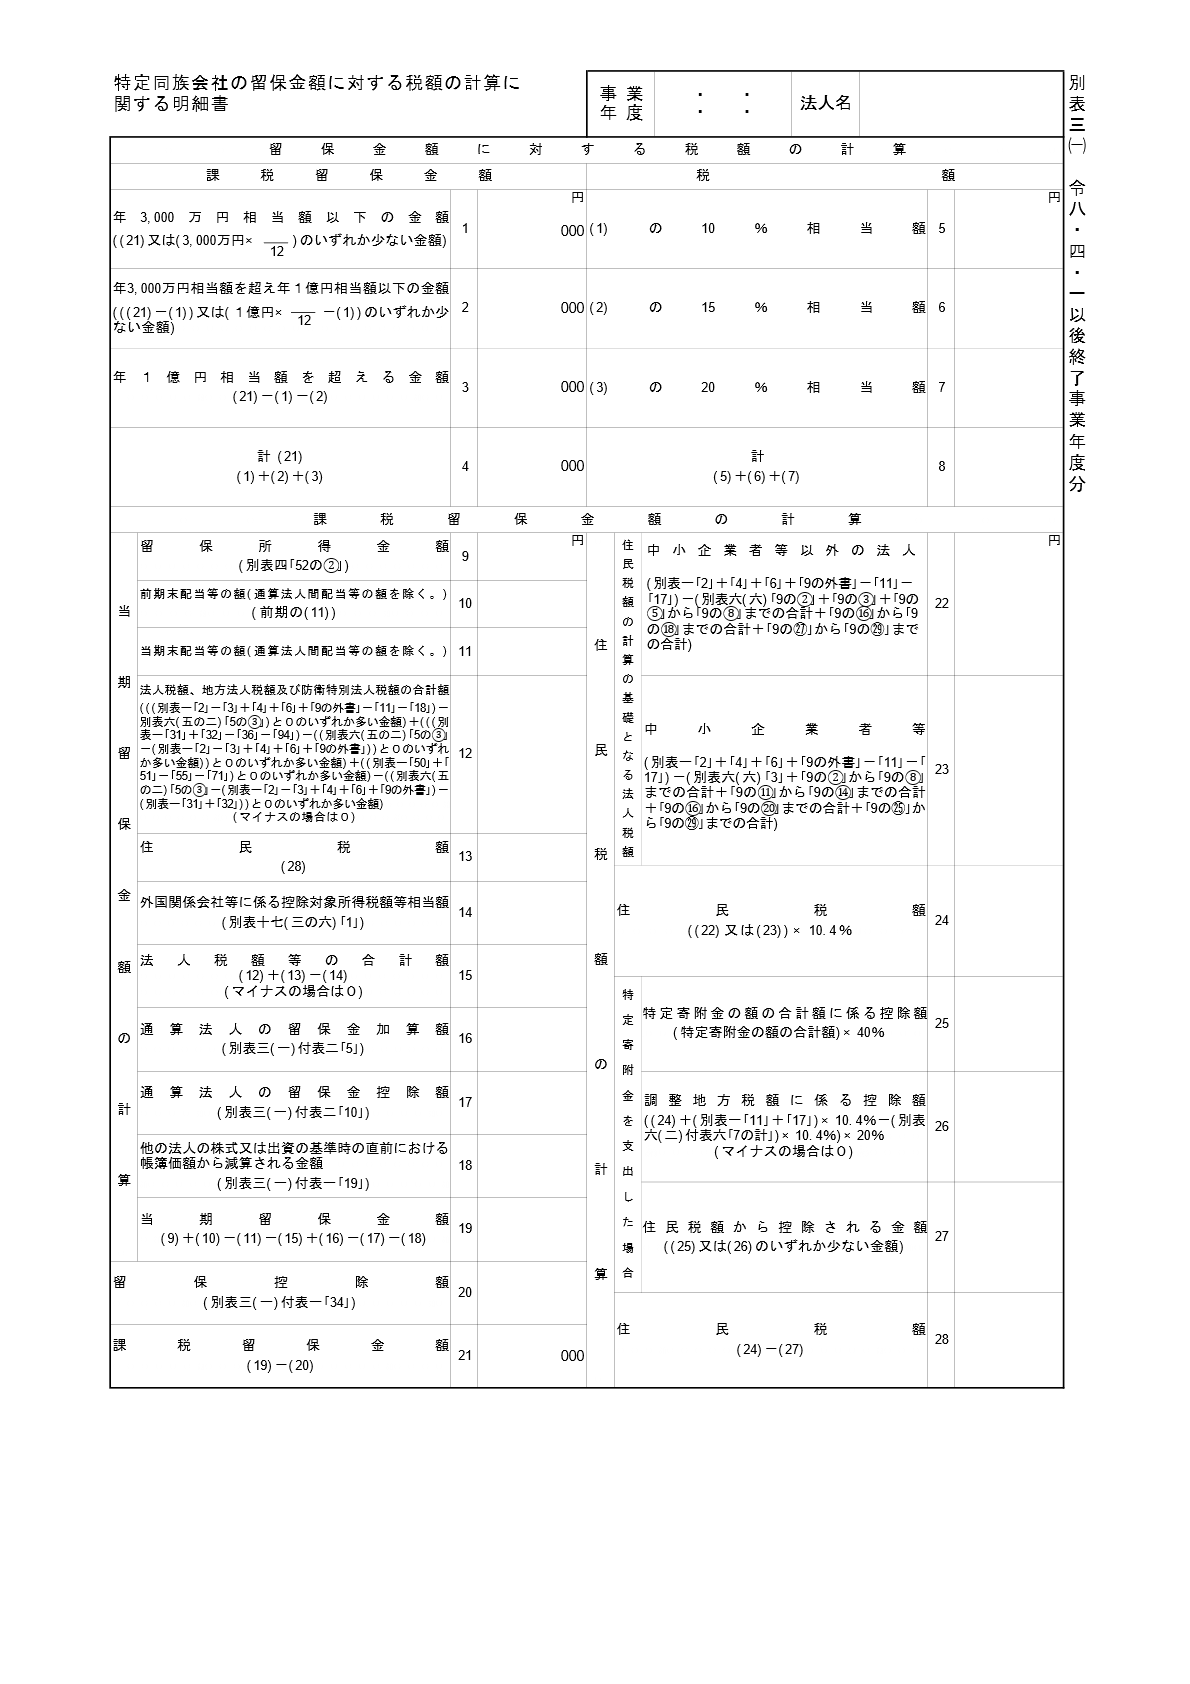 特定同族会社の留保金額に対する税額の計算に
関する明細書
事業
年度
・ ・
・ ・
法人名
別表三㈠ 令八・四・一以後終了事業年度分
留保金額に対する税額の計算
課税留保金額
税額
年3,000万円相当額以下の金額
((21)又は(3,000万円× ―/12)のいずれか少ない金額)
1
円
000
(1)の10%相当額
5
円
年3,000万円相当額を超え年1億円相当額以下の金額
(((21)-(1))又は(1億円× ―/12 -(1))のいずれか少
ない金額)
2
000
(2)の15%相当額
6
年1億円相当額を超える金額
(21)-(1)-(2)
3
000
(3)の20%相当額
7
計(21)
(1)+(2)+(3)
4
000
計
(5)+(6)+(7)
8
課税留保金額の計算
当期留保金額の計算
留保所得金額
(別表四「52の②」)
9
円
前期末配当等の額(通算法人間配当等の額を除く。)
(前期の(11))
10
当期末配当等の額(通算法人間配当等の額を除く。)
11
法人税額、地方法人税額及び防衛特別法人税額の合計額
(((別表一「2」-「3」+「4」+「6」+「9の外書」-「11」-「18」)-
別表六(五の二)「5の③」)と0のいずれか多い金額)+(((別
表一「31」+「32」-「36」-「94」)-((別表六(五の二)「5の③」
-(別表一「2」-「3」+「4」+「6」+「9の外書」))と0のいずれ
か多い金額))と0のいずれか多い金額)+((別表一「50」+「
51」-「55」-「71」)と0のいずれか多い金額)-((別表六(五
の二)「5の③」-(別表一「2」-「3」+「4」+「6」+「9の外書」)-
(別表一「31」+「32」))と0のいずれか多い金額)
(マイナスの場合は0)
12
住民税額
(28)
13
外国関係会社等に係る控除対象所得税額等相当額
(別表十七(三の六)「1」)
14
法人税額等の合計額
(12)+(13)-(14)
(マイナスの場合は0)
15
通算法人の留保金加算額
(別表三(一)付表二「5」)
16
通算法人の留保金控除額
(別表三(一)付表二「10」)
17
他の法人の株式又は出資の基準時の直前における
帳簿価額から減算される金額
(別表三(一)付表一「19」)
18
当期留保金額
(9)+(10)-(11)-(15)+(16)-(17)-(18)
19
留保控除額
(別表三(一)付表一「34」)
20
課税留保金額
(19)-(20)
21
000
住民税額の計算
住民税額の計算の基礎となる法人税額
中小企業者等以外の法人
(別表一「2」+「4」+「6」+「9の外書」-「11」-
「17」)-(別表六(六)「9の②」+「9の③」+「9の
⑤」から「9の⑧」までの合計+「9の⑯」から「9
の⑱」までの合計+「9の㉗」から「9の㉙」まで
の合計)
22
円
中小企業者等
(別表一「2」+「4」+「6」+「9の外書」-「11」-「
17」)-(別表六(六)「3」+「9の②」から「9の⑧」
までの合計+「9の⑪」から「9の⑭」までの合計
+「9の⑯」から「9の⑳」までの合計+「9の㉕」か
ら「9の㉙」までの合計)
23
住民税額
((22)又は(23))×10.4%
24
特定寄附金を支出した場合
特定寄附金の額の合計額に係る控除額
(特定寄附金の額の合計額)×40%
25
調整地方税額に係る控除額
((24)+(別表一「11」+「17」)×10.4%-(別表
六(二)付表六「7の計」)×10.4%)×20%
(マイナスの場合は0)
26
住民税額から控除される金額
((25)又は(26)のいずれか少ない金額)
27
住民税額
(24)-(27)
28